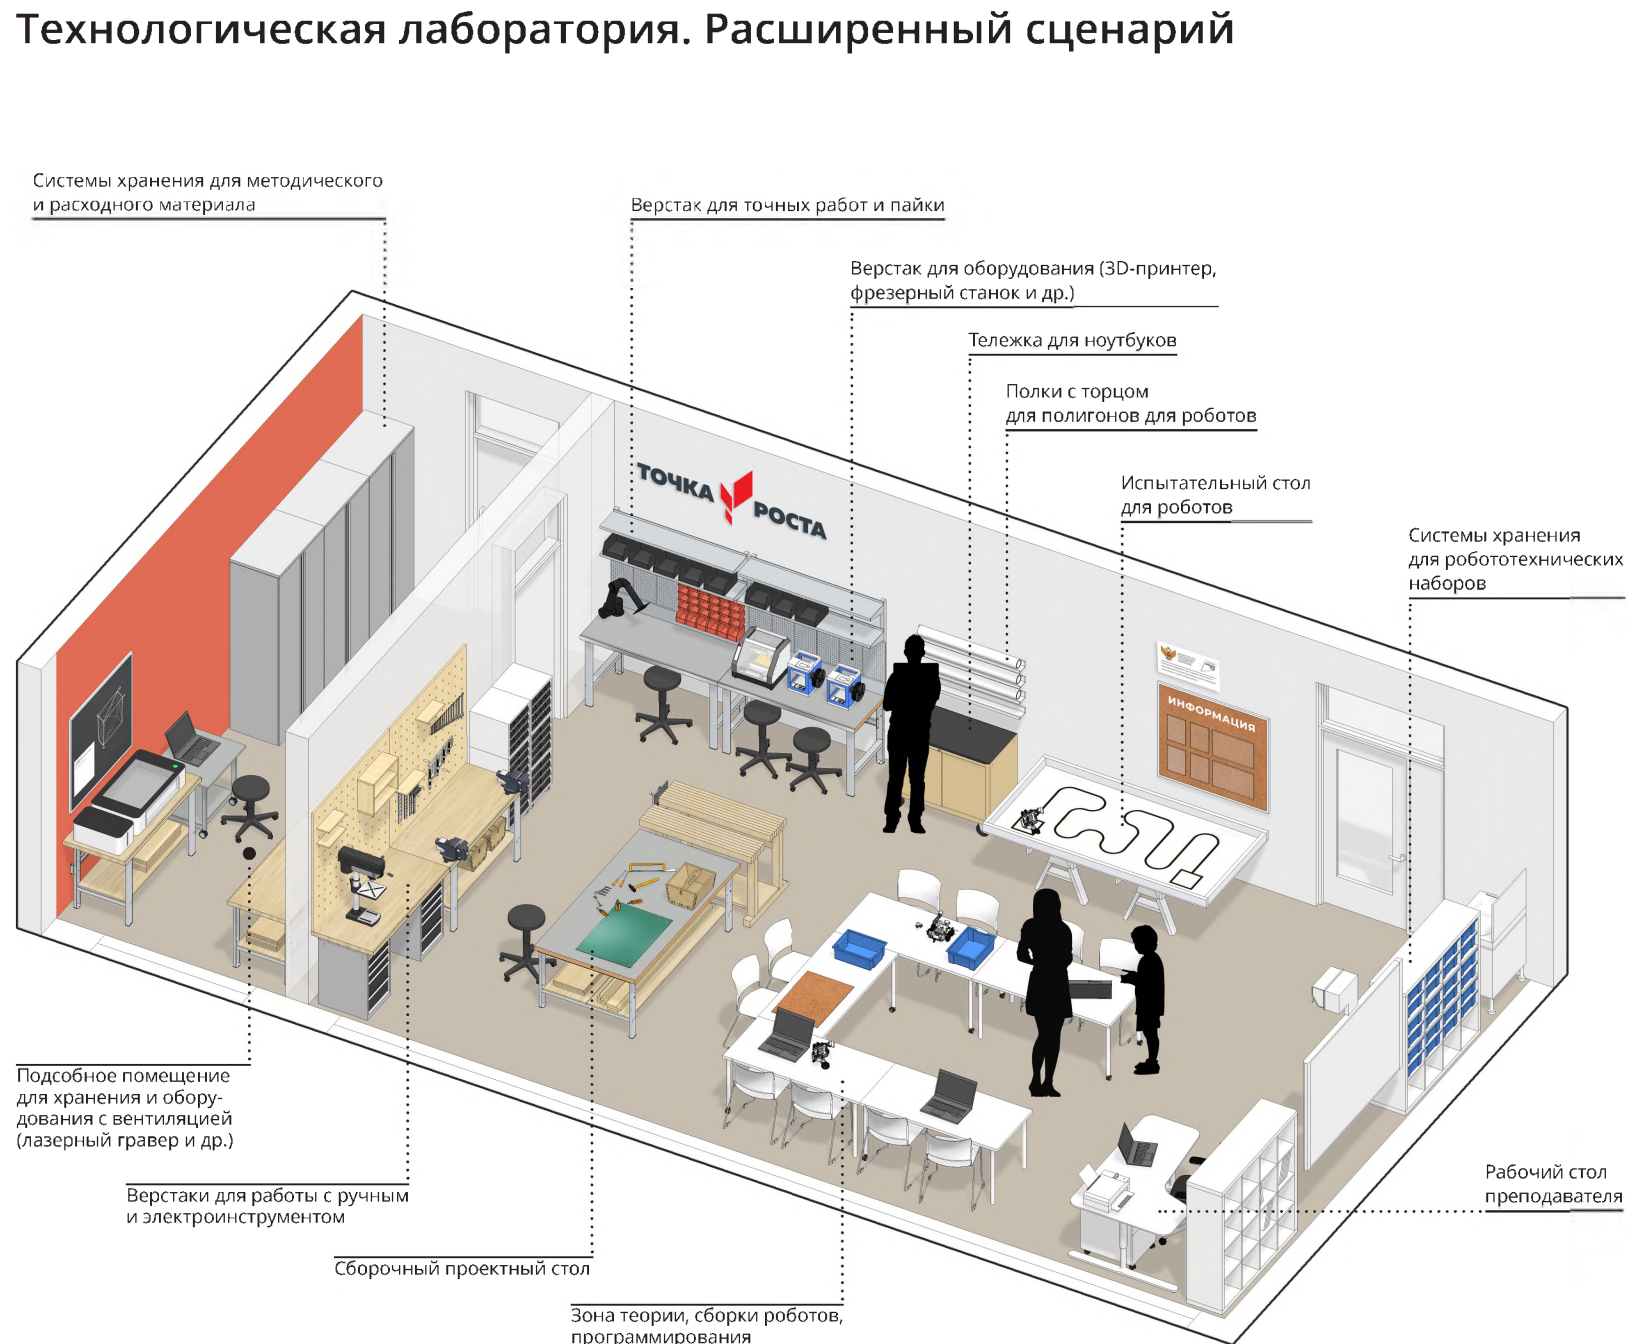 Технологическая лаборатория. Расширенный сценарий
Системы хранения для методического
и расходного материала
Верстак для точных работ и пайки
Верстак для оборудования (3D-принтер,
фрезерный станок и др.)
Тележка для ноутбуков
Полки с торцом
для полигонов для роботов
Испытательный стол
для роботов
Системы хранения
для робототехнических
наборов
ТОЧКА
РОСТА
ИНФОРМАЦИЯ
Подсобное помещение
для хранения и обору-
дования с вентиляцией
(лазерный гравер и др.)
Верстаки для работы с ручным
и электроинструментом
Сборочный проектный стол
Зона теории, сборки роботов,
программирования
Рабочий стол
преподавателя